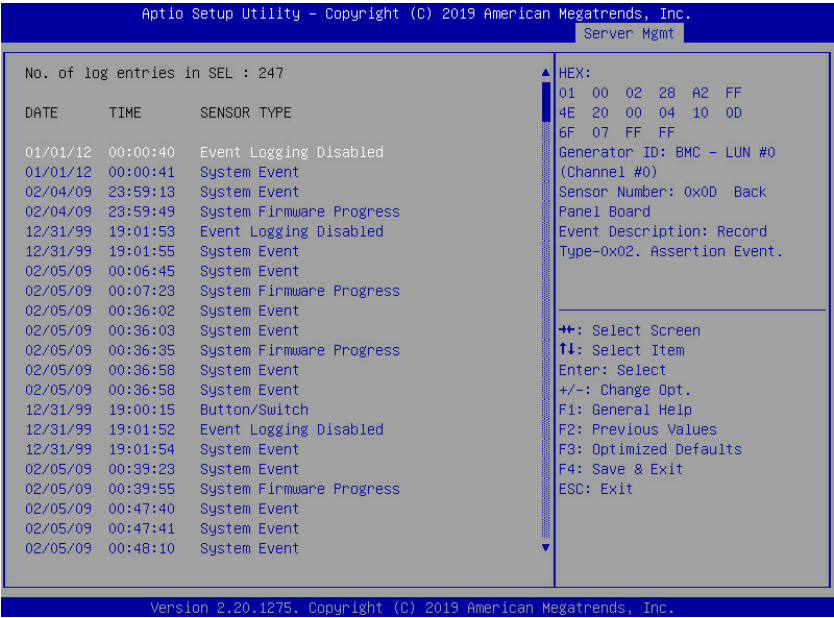 Aptio Setup Utility – Copyright (C) 2019 American Megatrends, Inc.
Server Mgmt
No. of log entries in SEL : 247
DATE TIME SENSOR TYPE
01/01/12 00:00:40 Event Logging Disabled
01/01/12 00:00:41 System Event
02/04/09 23:59:13 System Event
02/04/09 23:59:49 System Firmware Progress
12/31/99 19:01:53 Event Logging Disabled
12/31/99 19:01:55 System Event
02/05/09 00:06:45 System Event
02/05/09 00:07:23 System Firmware Progress
02/05/09 00:36:02 System Event
02/05/09 00:36:03 System Event
02/05/09 00:36:35 System Firmware Progress
02/05/09 00:36:58 System Event
02/05/09 00:36:58 System Event
12/31/99 19:00:15 Button/Switch
12/31/99 19:01:52 Event Logging Disabled
12/31/99 19:01:54 System Event
02/05/09 00:39:23 System Event
02/05/09 00:39:55 System Firmware Progress
02/05/09 00:47:40 System Event
02/05/09 00:47:41 System Event
02/05/09 00:48:10 System Event
HEX:
01 00 02 28 A2 FF
4E 20 00 04 10 0D
6F 07 FF FF
Generator ID: BMC – LUN #0
(Channel #0)
Sensor Number: 0x0D Back
Panel Board
Event Description: Record
Type-0x02. Assertion Event.
→←: Select Screen
↑↓: Select Item
Enter: Select
+/-: Change Opt.
F1: General Help
F2: Previous Values
F3: Optimized Defaults
F4: Save & Exit
ESC: Exit
Version 2.20.1275. Copyright (C) 2019 American Megatrends, Inc.